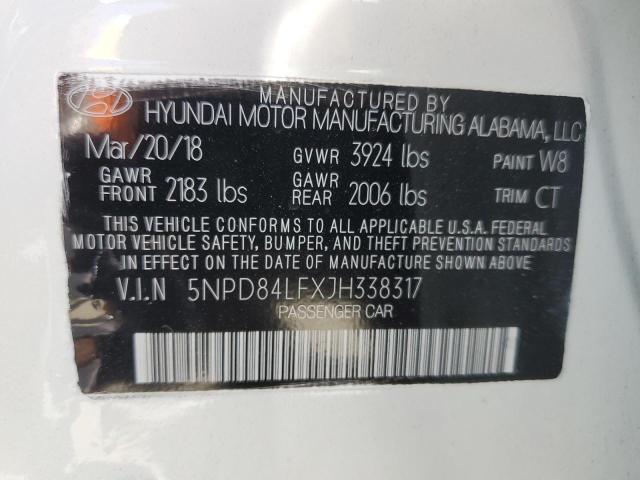 MANUFACTURED BY
HYUNDAI MOTOR MANUFACTURING ALABAMA, LLC
Mar/20/18 GVWR 3924 lbs PAINT W8
GAWR FRONT 2183 lbs GAWR REAR 2006 lbs TRIM CT
THIS VEHICLE CONFORMS TO ALL APPLICABLE U.S.A. FEDERAL
MOTOR VEHICLE SAFETY, BUMPER, AND THEFT PREVENTION STANDARDS
IN EFFECT ON THE DATE OF MANUFACTURE SHOWN ABOVE.
V.I.N 5NPD84LFXJH338317
PASSENGER CAR